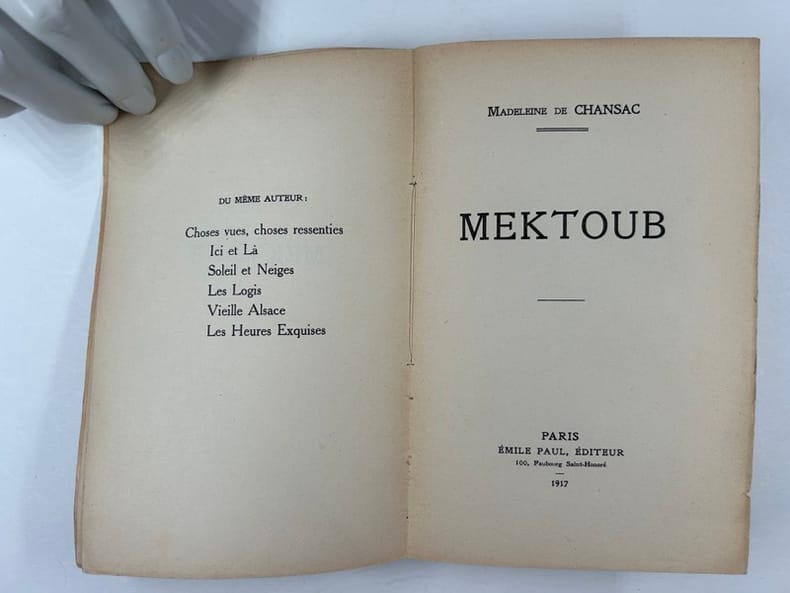 DU MÊME AUTEUR:
Choses vues, choses ressenties
Ici et Là
Soleil et Neiges
Les Logis
Vieille Alsace
Les Heures Exquises
MADELEINE DE CHANSAC
MEKTOUB
PARIS
ÉMILE PAUL, ÉDITEUR
100, Faubourg Saint-Honoré
1917